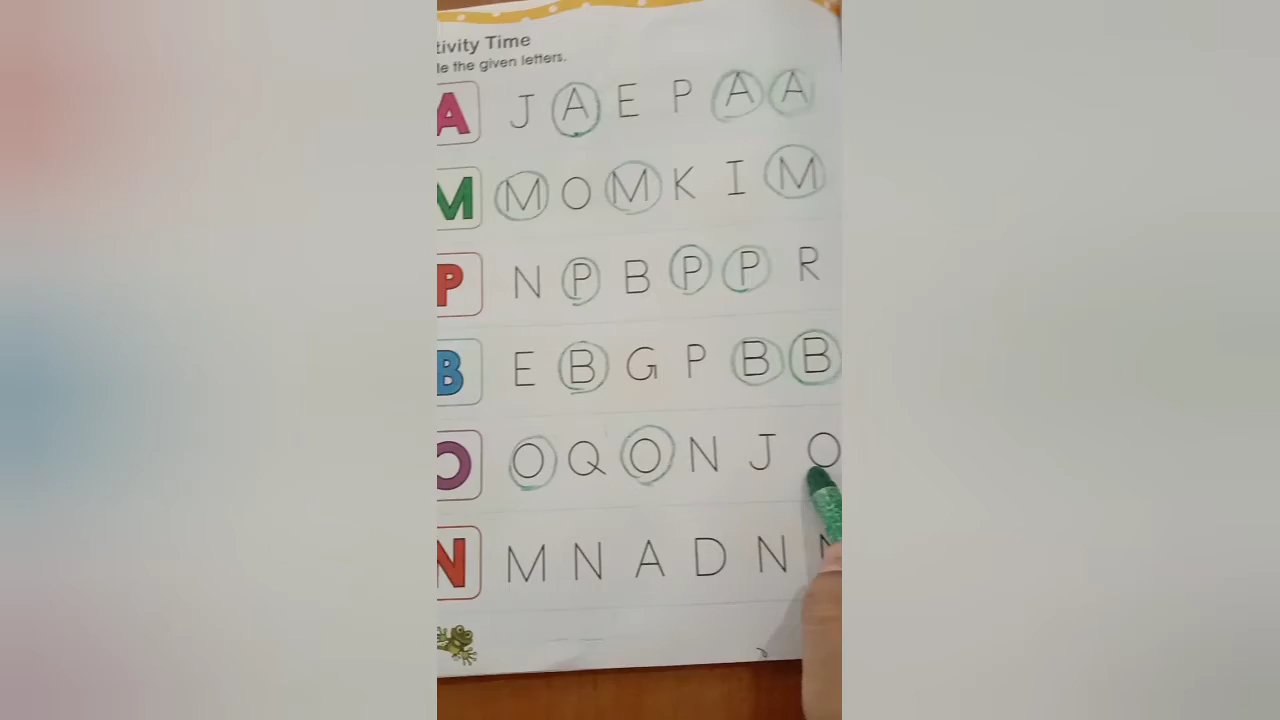 tivity Time
le the given letters.
A J A E P A A
M M O M K I M
P N P B P P R
B E B G P B B
O O Q O N J O
N M N A D N